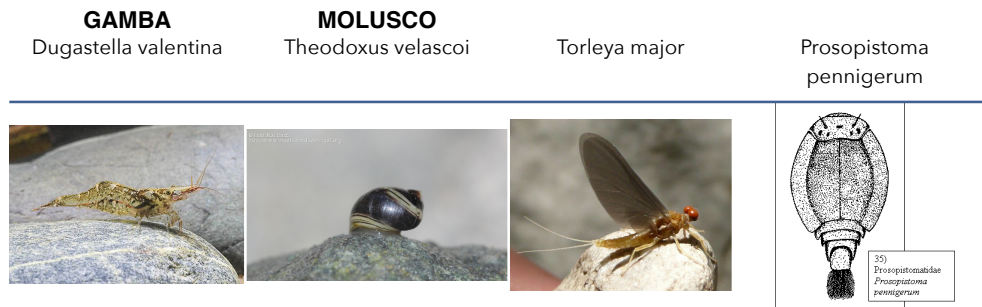 GAMBA
Dugastella valentina
MOLUSCO
Theodoxus velascoi
Torleya major
Prosopistoma
pennigerum
35)
Prosopistomatidae
Prosopistoma
pennigerum